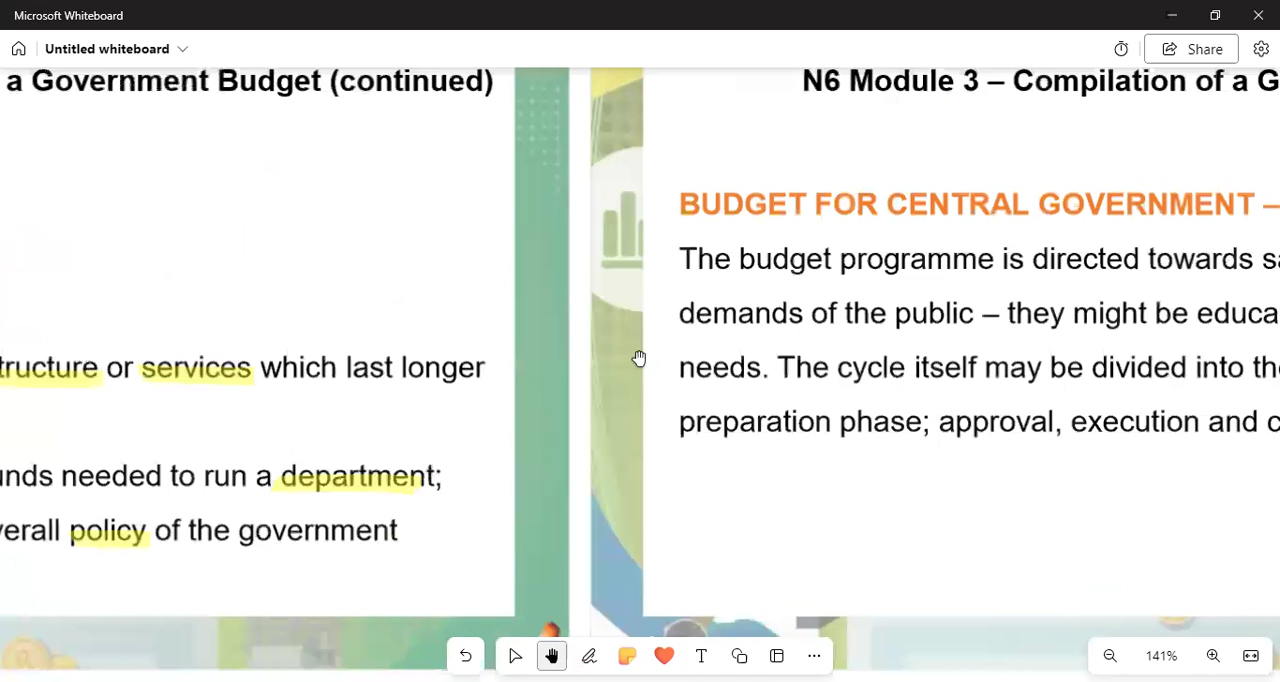 Microsoft Whiteboard
Untitled whiteboard
Share
a Government Budget (continued)
tructure or services which last longer
unds needed to run a department;
verall policy of the government
N6 Module 3 – Compilation of a G
BUDGET FOR CENTRAL GOVERNMENT –
The budget programme is directed towards sa
demands of the public – they might be educa
needs. The cycle itself may be divided into the
preparation phase; approval, execution and c
141%